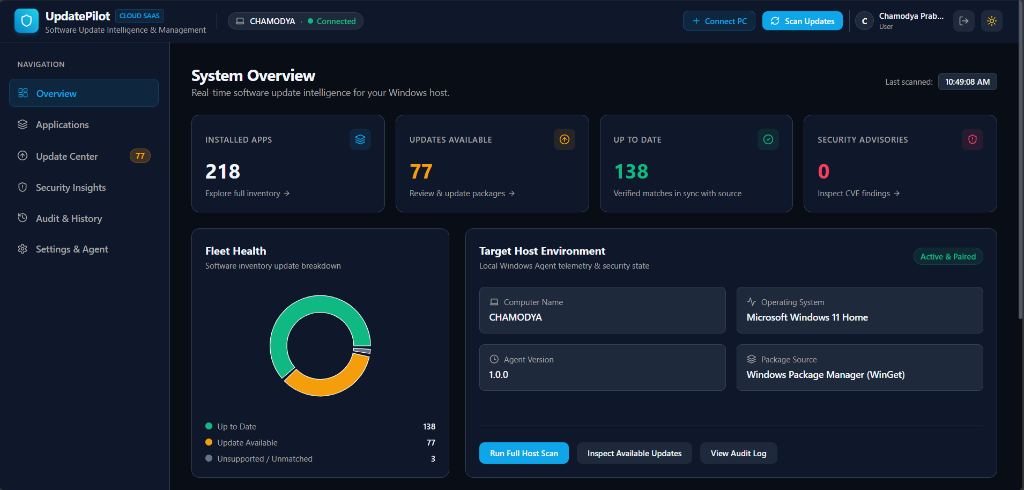 UpdatePilot CLOUD SAAS
Software Update Intelligence & Management
CHAMODYA · Connected
+ Connect PC
Scan Updates
C
Chamodya Prab...
User
NAVIGATION
Overview
Applications
Update Center 77
Security Insights
Audit & History
Settings & Agent
System Overview
Real-time software update intelligence for your Windows host.
Last scanned: 10:49:08 AM
INSTALLED APPS
218
Explore full inventory →
UPDATES AVAILABLE
77
Review & update packages →
UP TO DATE
138
Verified matches in sync with source
SECURITY ADVISORIES
0
Inspect CVE findings →
Fleet Health
Software inventory update breakdown
Up to Date 138
Update Available 77
Unsupported / Unmatched 3
Target Host Environment
Local Windows Agent telemetry & security state
Active & Paired
Computer Name
CHAMODYA
Operating System
Microsoft Windows 11 Home
Agent Version
1.0.0
Package Source
Windows Package Manager (WinGet)
Run Full Host Scan
Inspect Available Updates
View Audit Log